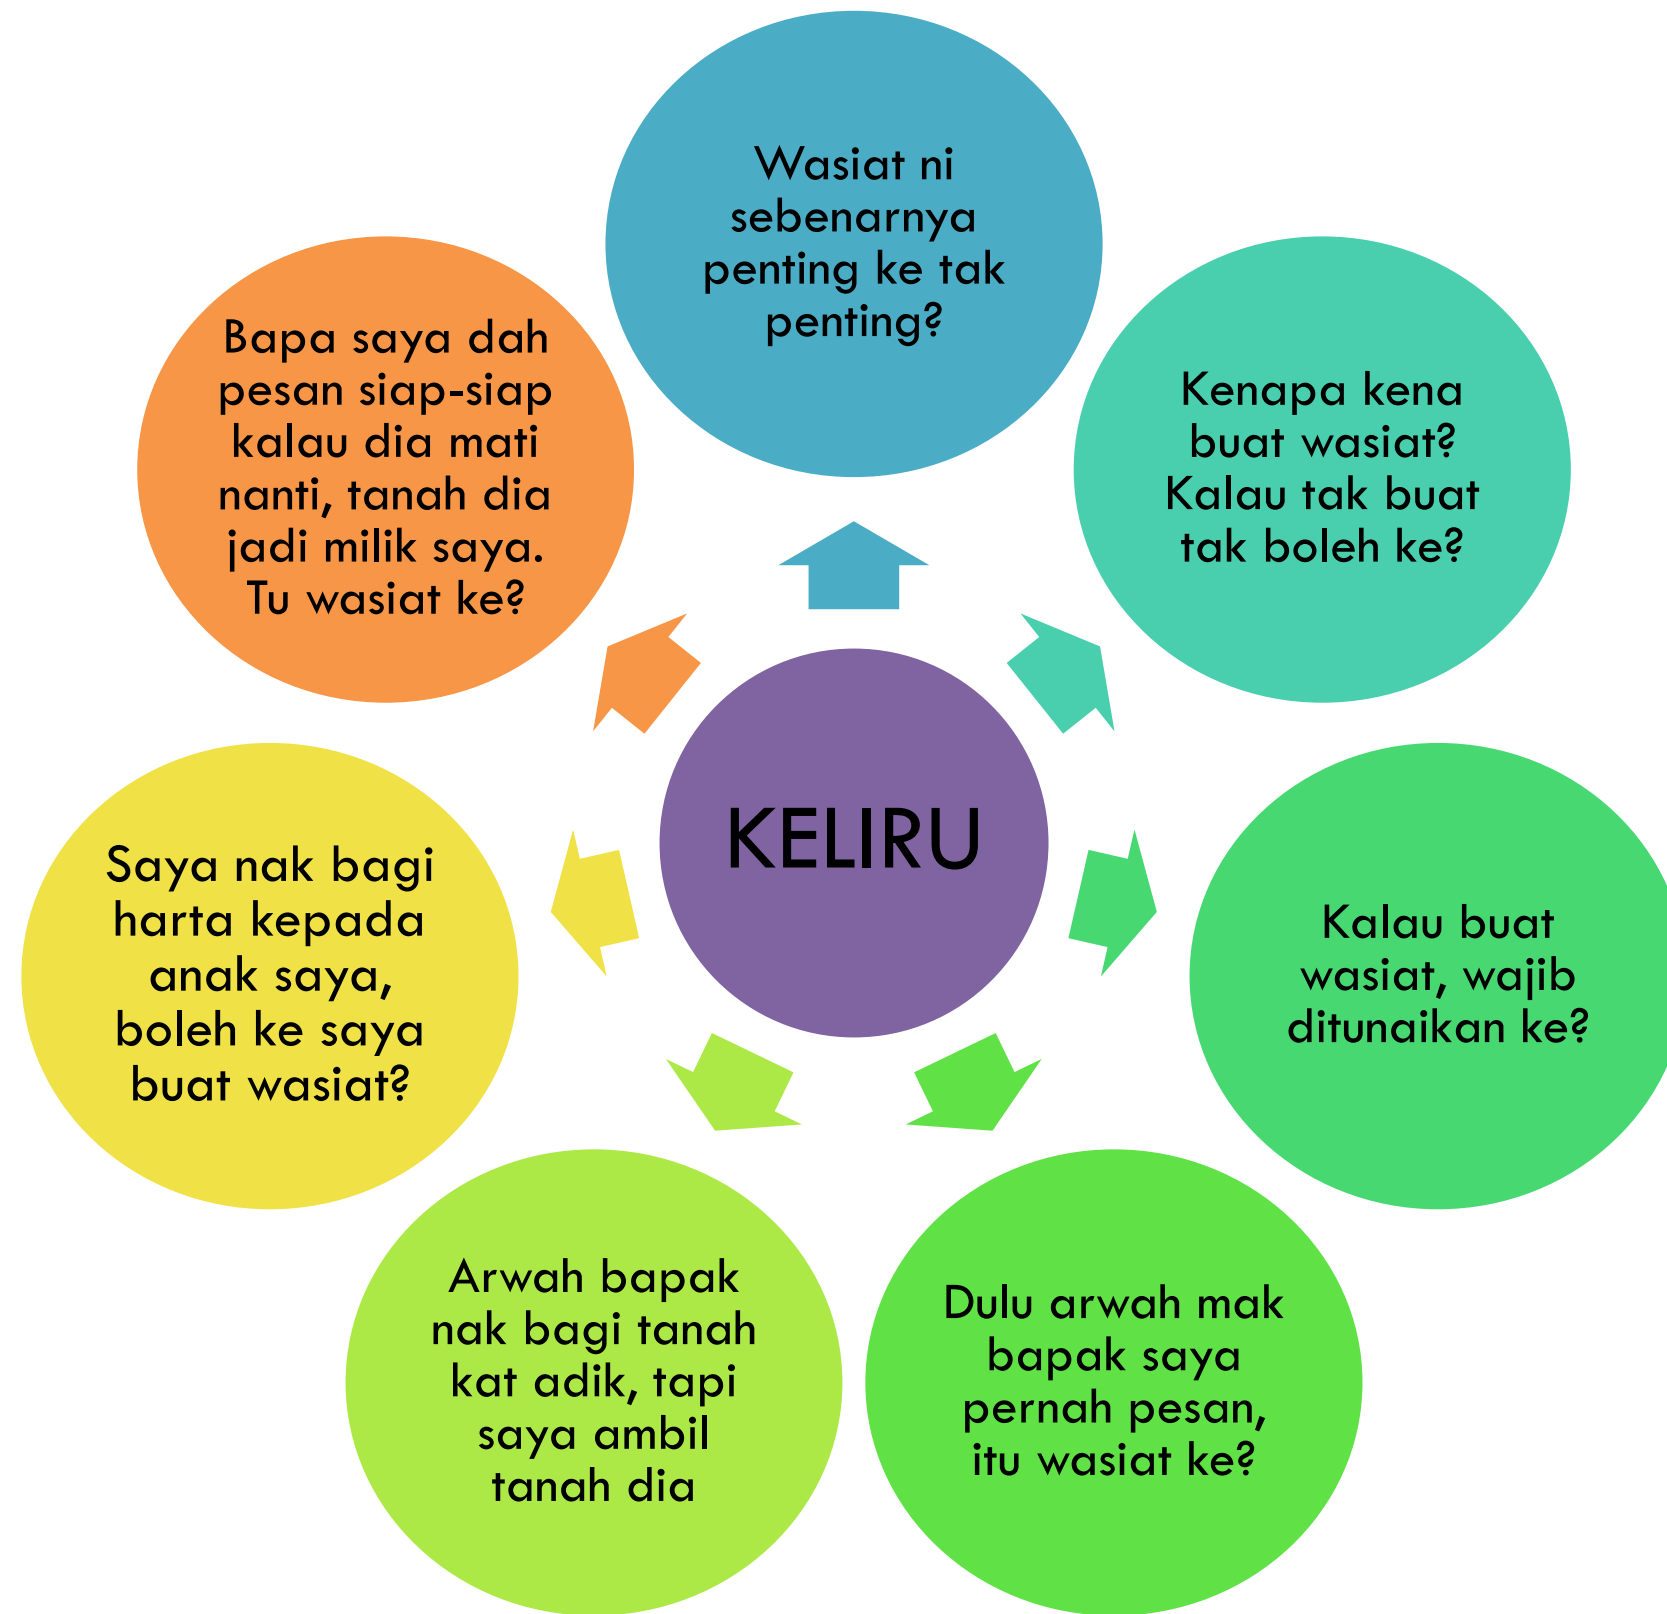 Wasiat ni
sebenarnya
penting ke tak
penting?
Kenapa kena
buat wasiat?
Kalau tak buat
tak boleh ke?
Kalau buat
wasiat, wajib
ditunaikan ke?
Dulu arwah mak
bapak saya
pernah pesan,
itu wasiat ke?
Arwah bapak
nak bagi tanah
kat adik, tapi
saya ambil
tanah dia
Saya nak bagi
harta kepada
anak saya,
boleh ke saya
buat wasiat?
Bapa saya dah
pesan siap-siap
kalau dia mati
nanti, tanah dia
jadi milik saya.
Tu wasiat ke?
KELIRU